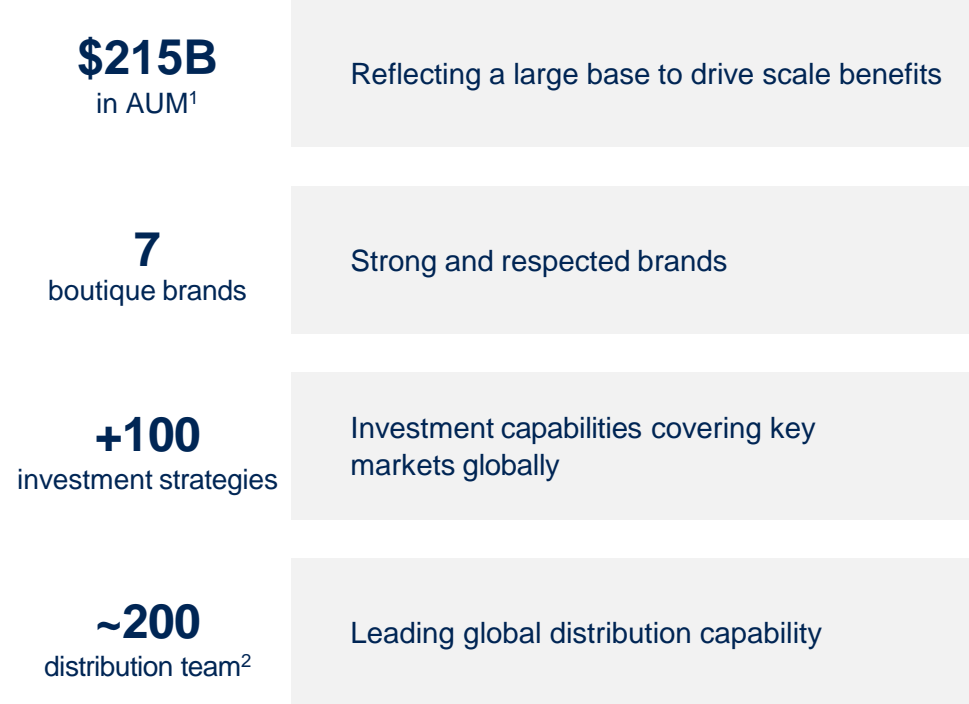 $215B
in AUM¹
Reflecting a large base to drive scale benefits
7
boutique brands
Strong and respected brands
+100
investment strategies
Investment capabilities covering key
markets globally
~200
distribution team²
Leading global distribution capability